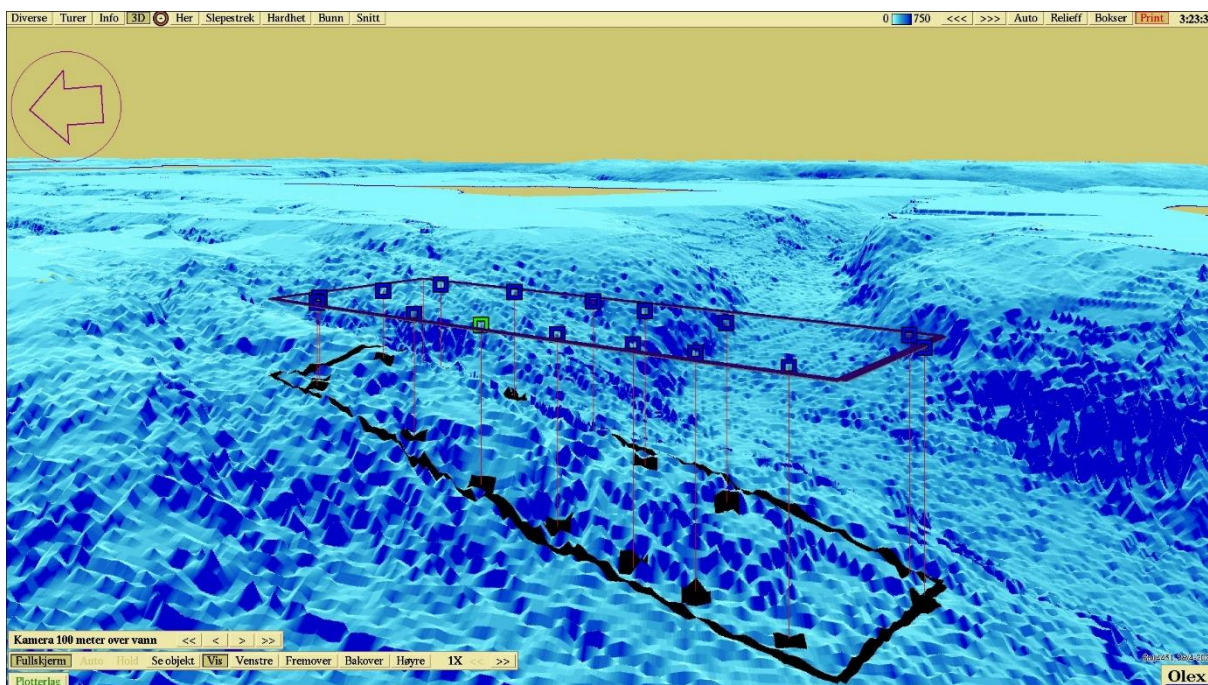 Diverse Turer Info 3D Her Slepestrek Hardhet Bunn Snitt 0 750 <<< >>> Auto Relieff Bokser Print 3:23:3
Kamera 100 meter over vann << < > >>
Fullskjerm Auto Hold Se objekt Vis Venstre Fremover Bakover Høyre 1X << >>
Plotterlag
Olex